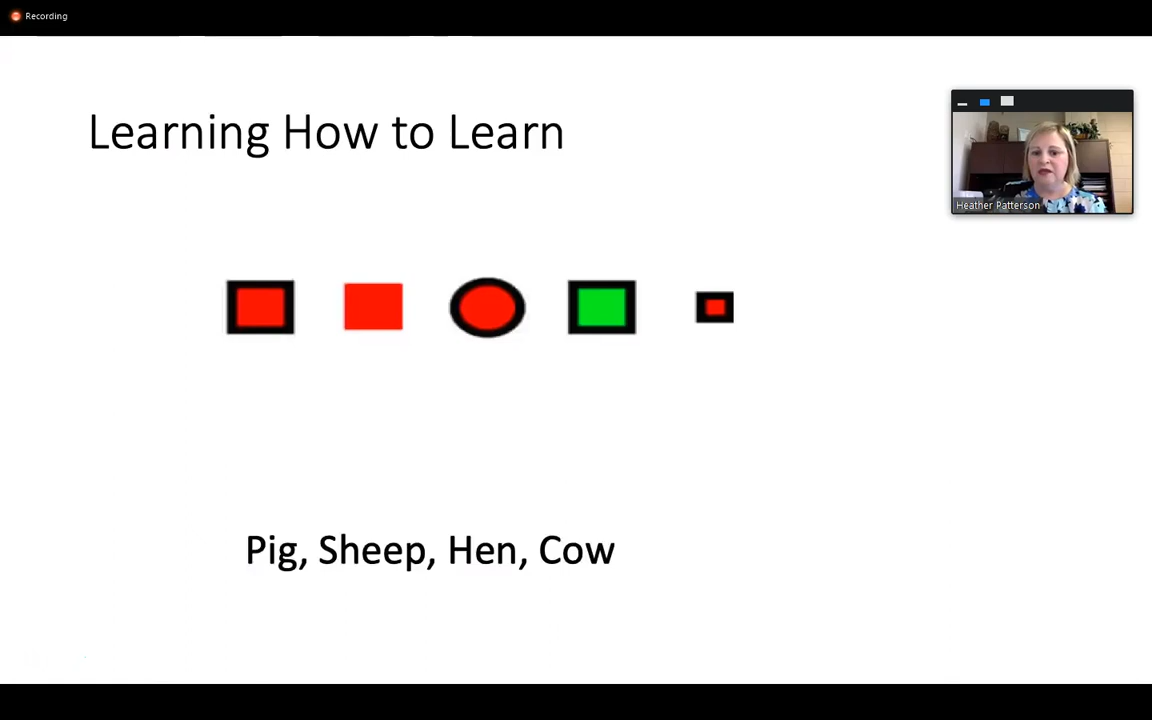 Recording
Learning How to Learn
Heather Patterson
Pig, Sheep, Hen, Cow